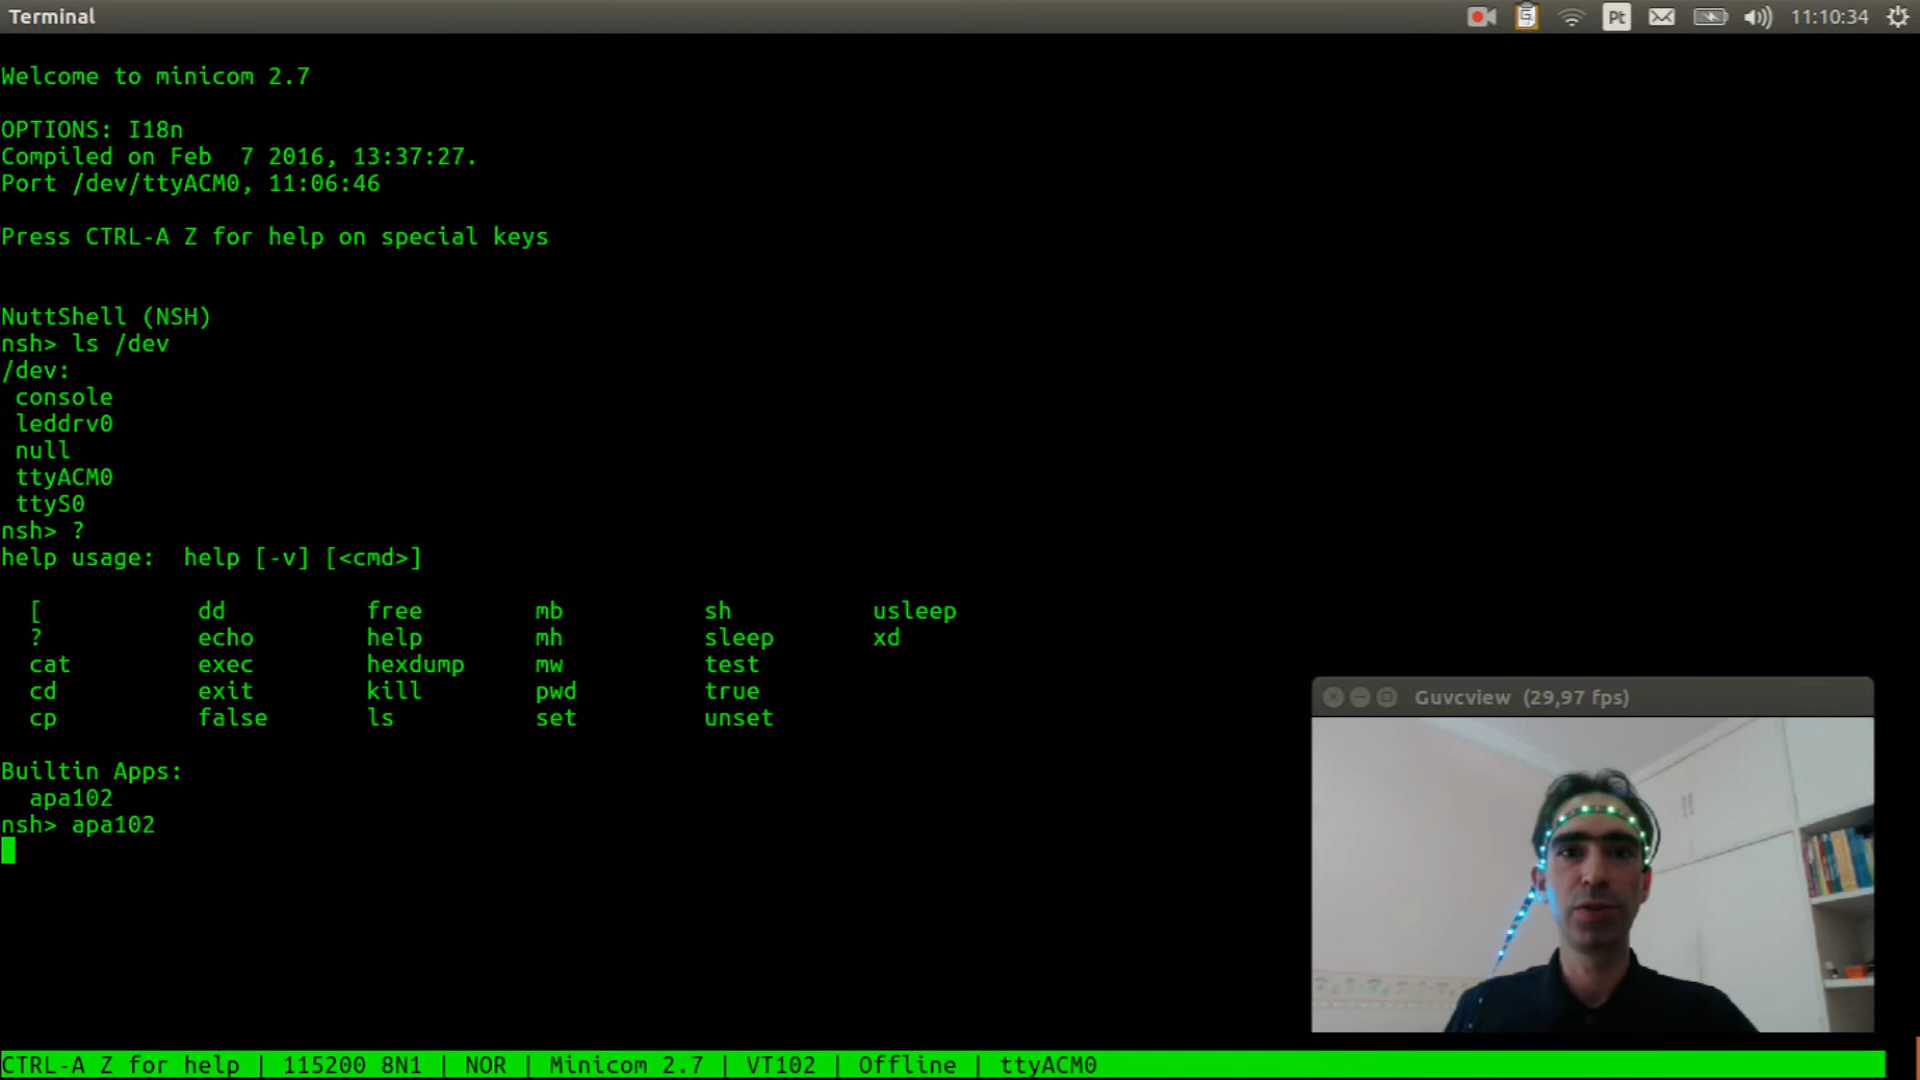 Terminal
Pt
11:10:34
Welcome to minicom 2.7
OPTIONS: I18n
Compiled on Feb  7 2016, 13:37:27.
Port /dev/ttyACM0, 11:06:46
Press CTRL-A Z for help on special keys
NuttShell (NSH)
nsh> ls /dev
/dev:
console
leddrv0
null
ttyACM0
ttyS0
nsh> ?
help usage:  help [-v] [<cmd>]
[ dd free mb sh usleep
? echo help mh sleep xd
cat exec hexdump mw test
cd exit kill pwd true
cp false ls set unset
Builtin Apps:
apa102
nsh> apa102
Guvcview (29,97 fps)
CTRL-A Z for help | 115200 8N1 | NOR | Minicom 2.7 | VT102 | Offline | ttyACM0